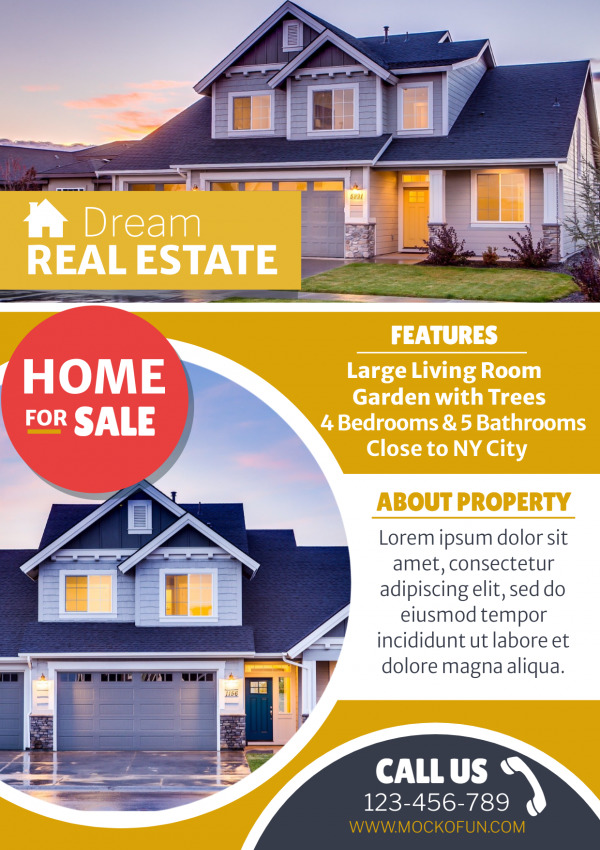 Dream
REAL ESTATE
HOME
FOR SALE
FEATURES
Large Living Room
Garden with Trees
4 Bedrooms & 5 Bathrooms
Close to NY City
ABOUT PROPERTY
Lorem ipsum dolor sit
amet, consectetur
adipiscing elit, sed do
eiusmod tempor
incididunt ut labore et
dolore magna aliqua.
CALL US
123-456-789
WWW.MOCKOFUN.COM